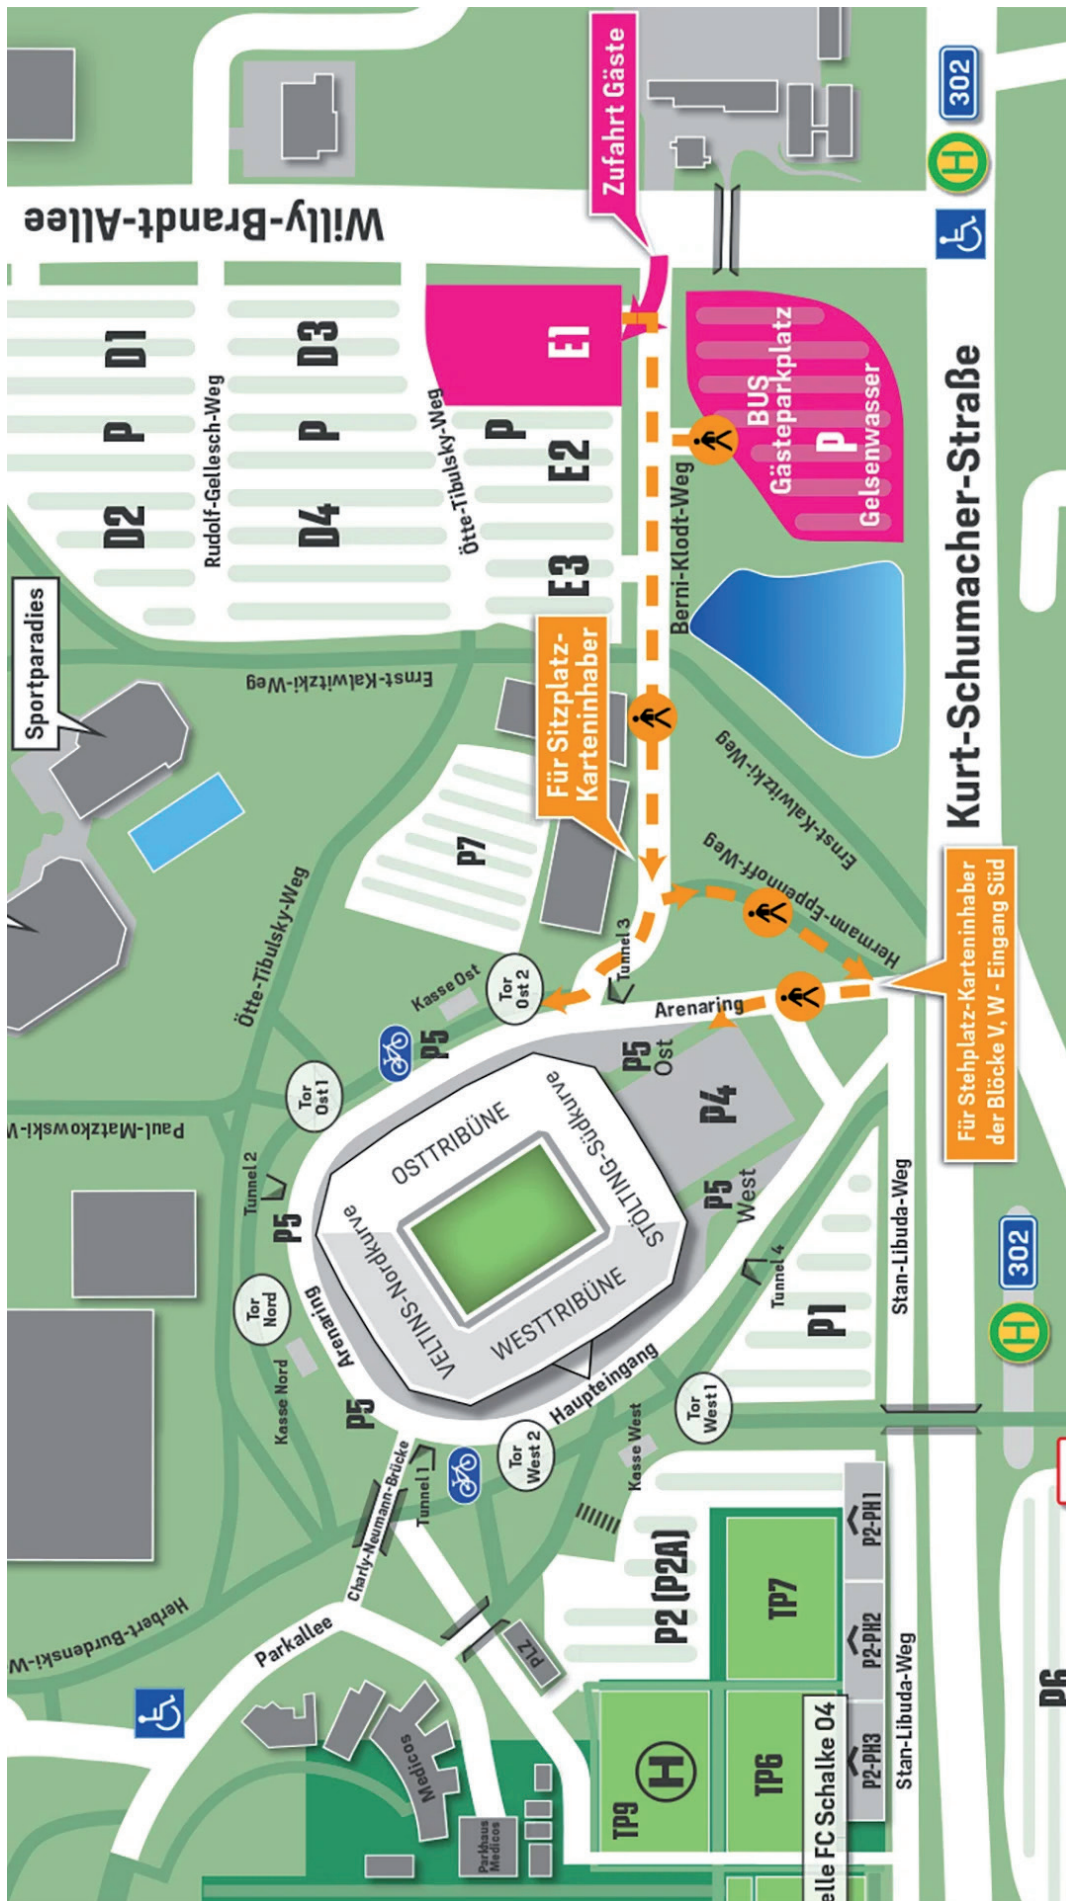 302
H
Zufahrt Gäste
Willy-Brandt-Allee
D1
P
D2
Rudolf-Gellesch-Weg
D3
P
D4
Ötte-Tibulsky-Weg
E1
P
E2
E3
BUS
Gästeparkplatz
P
Gelsenwasser
Berni-Klodt-Weg
Kurt-Schumacher-Straße
Sportparadies
Ernst-Kalwitzki-Weg
Für Sitzplatz-
Karteninhaber
Ernst-Kalwitzki-Weg
Hermann-Eppennoff-Weg
P7
Ötte-Tibulsky-Weg
Tunnel 3
Kasse Ost
Tor
Ost 2
P5
Arenaring
Für Stehplatz-Karteninhaber
der Blöcke V, W - Eingang Süd
Tor
Ost 1
Paul-Matzkowski-W
Tunnel 2
P5
OSTTRIBÜNE
STÖLTING-Südkurve
VELTINS-Nordkurve
WESTTRIBÜNE
P5
Ost
P4
P5
West
Tor
Nord
Arenaring
Kasse Nord
P5
Haupteingang
Tunnel 4
P1
Stan-Libuda-Weg
302
H
Tor
West 1
Tor
West 2
Kasse West
Tunnel 1
Charly-Neumann-Brücke
Herbert-Burdenski-W
Parkallee
PLZ
P2 (P2A)
TP7
P2-PH1
P2-PH2
P2-PH3
Stan-Libuda-Weg
P6
Medicos
Parkhaus
Medicos
TP9
H
TP6
elle FC Schalke 04